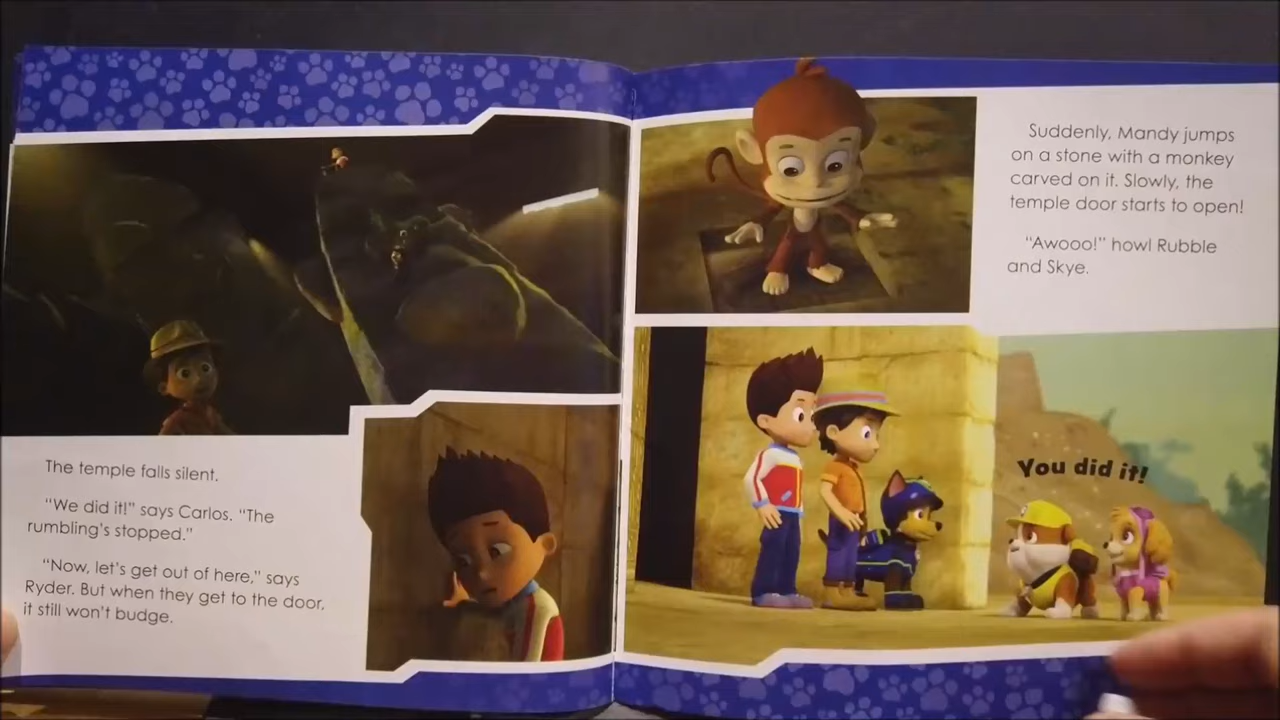 The temple falls silent.
“We did it!” says Carlos. “The
rumbling’s stopped.”
“Now, let’s get out of here,” says
Ryder. But when they get to the door,
it still won’t budge.
Suddenly, Mandy jumps
on a stone with a monkey
carved on it. Slowly, the
temple door starts to open!
“Awooo!” howl Rubble
and Skye.
You did it!